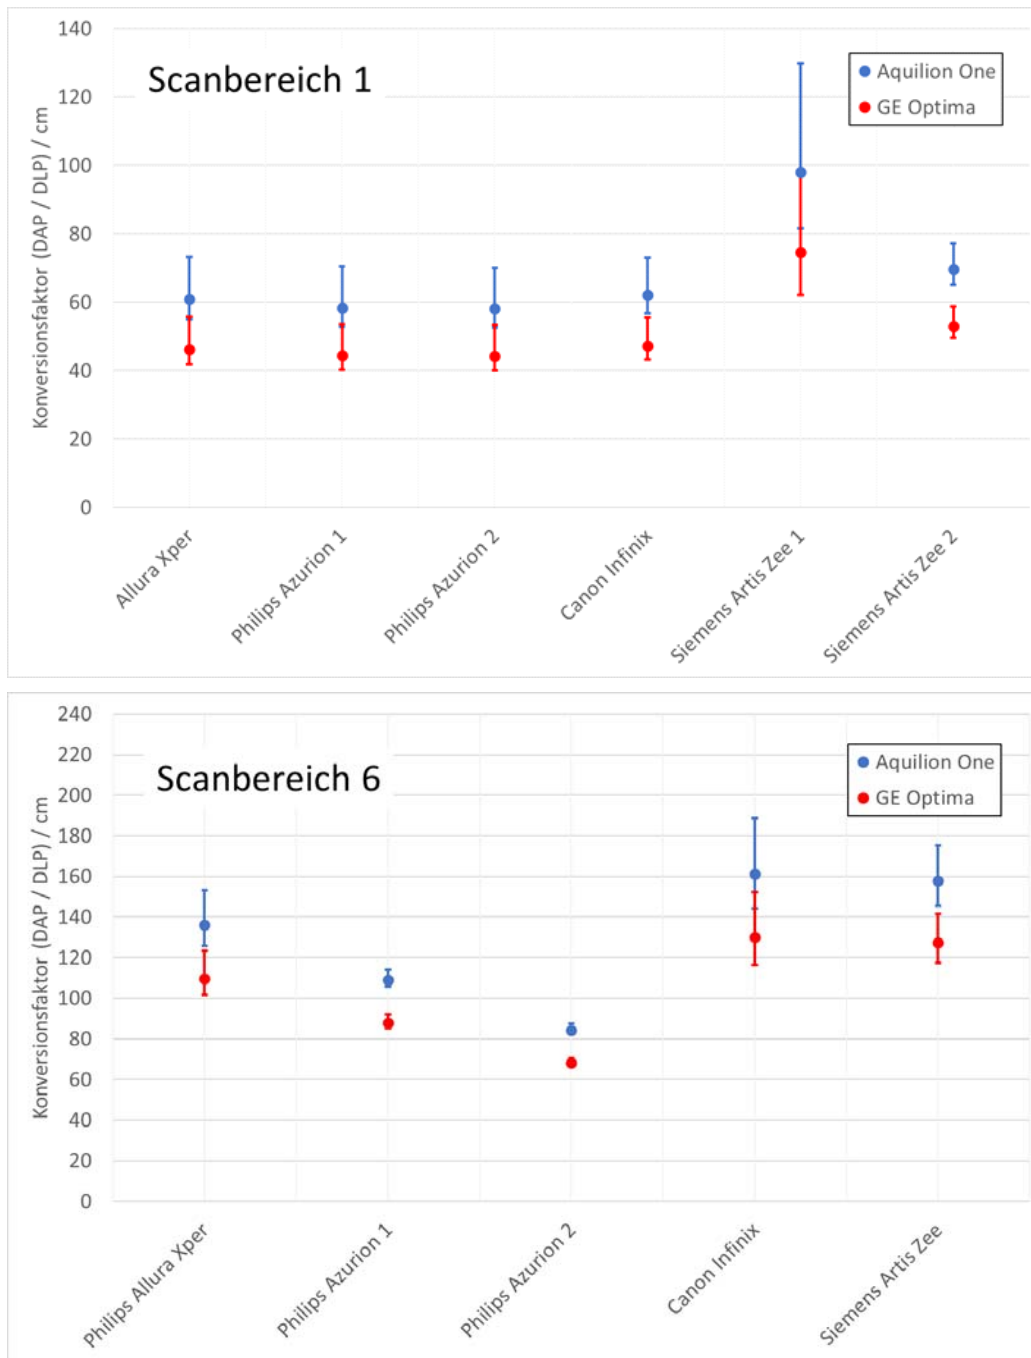 Scanbereich 1
Aquilion One
GE Optima
Konversionsfaktor (DAP / DLP) / cm
140
120
100
80
60
40
20
0
Allura Xper
Philips Azurion 1
Philips Azurion 2
Canon Infinix
Siemens Artis Zee 1
Siemens Artis Zee 2
Scanbereich 6
Aquilion One
GE Optima
Konversionsfaktor (DAP / DLP) / cm
240
220
200
180
160
140
120
100
80
60
40
20
0
Philips Allura Xper
Philips Azurion 1
Philips Azurion 2
Canon Infinix
Siemens Artis Zee